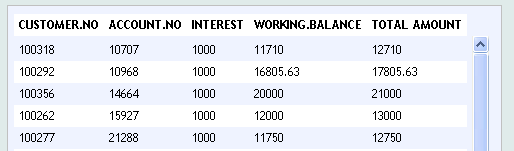 CUSTOMER.NO ACCOUNT.NO INTEREST WORKING.BALANCE TOTAL AMOUNT
100318 10707 1000 11710 12710
100292 10968 1000 16805.63 17805.63
100356 14664 1000 20000 21000
100262 15927 1000 12000 13000
100277 21288 1000 11750 12750